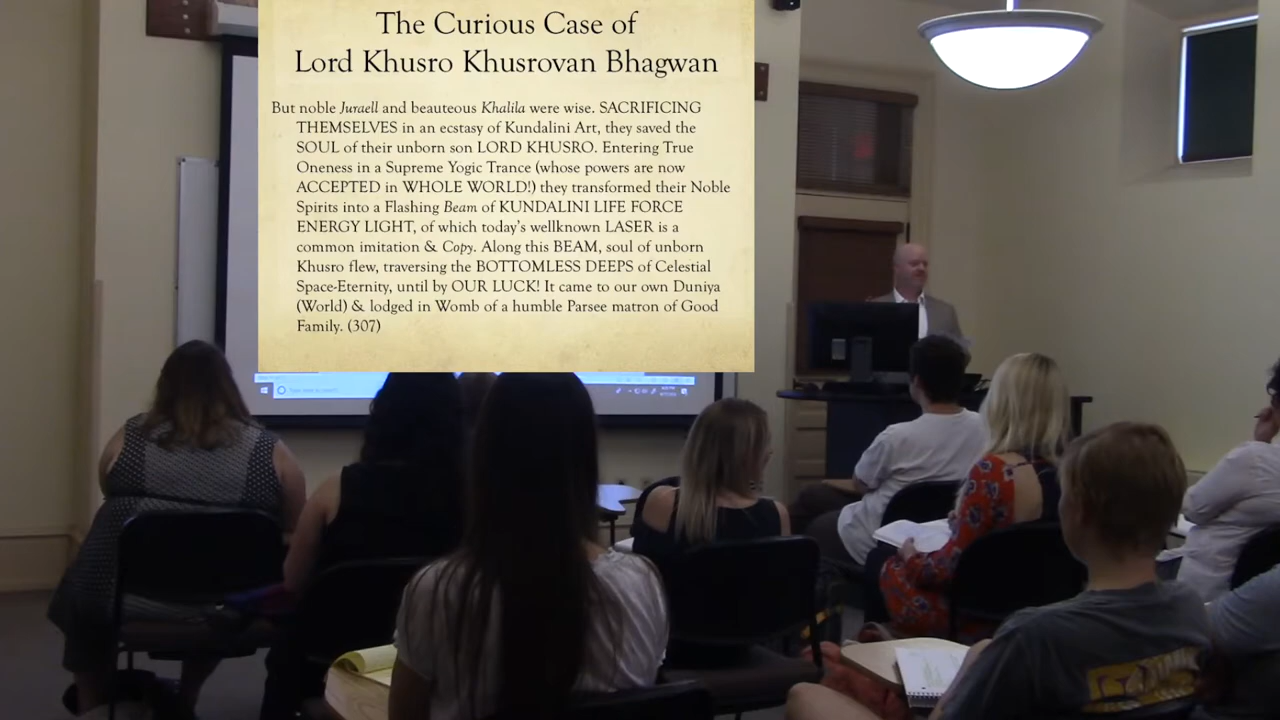 The Curious Case of
Lord Khusro Khusrovan Bhagwan
But noble Juraell and beauteous Khalila were wise. SACRIFICING
THEMSELVES in an ecstasy of Kundalini Art, they saved the
SOUL of their unborn son LORD KHUSRO. Entering True
Oneness in a Supreme Yogic Trance (whose powers are now
ACCEPTED in WHOLE WORLD!) they transformed their Noble
Spirits into a Flashing Beam of KUNDALINI LIFE FORCE
ENERGY LIGHT, of which today's wellknown LASER is a
common imitation & Copy. Along this BEAM, soul of unborn
Khusro flew, traversing the BOTTOMLESS DEEPS of Celestial
Space-Eternity, until by OUR LUCK! It came to our own Duniya
(World) & lodged in Womb of a humble Parsee matron of Good
Family. (307)